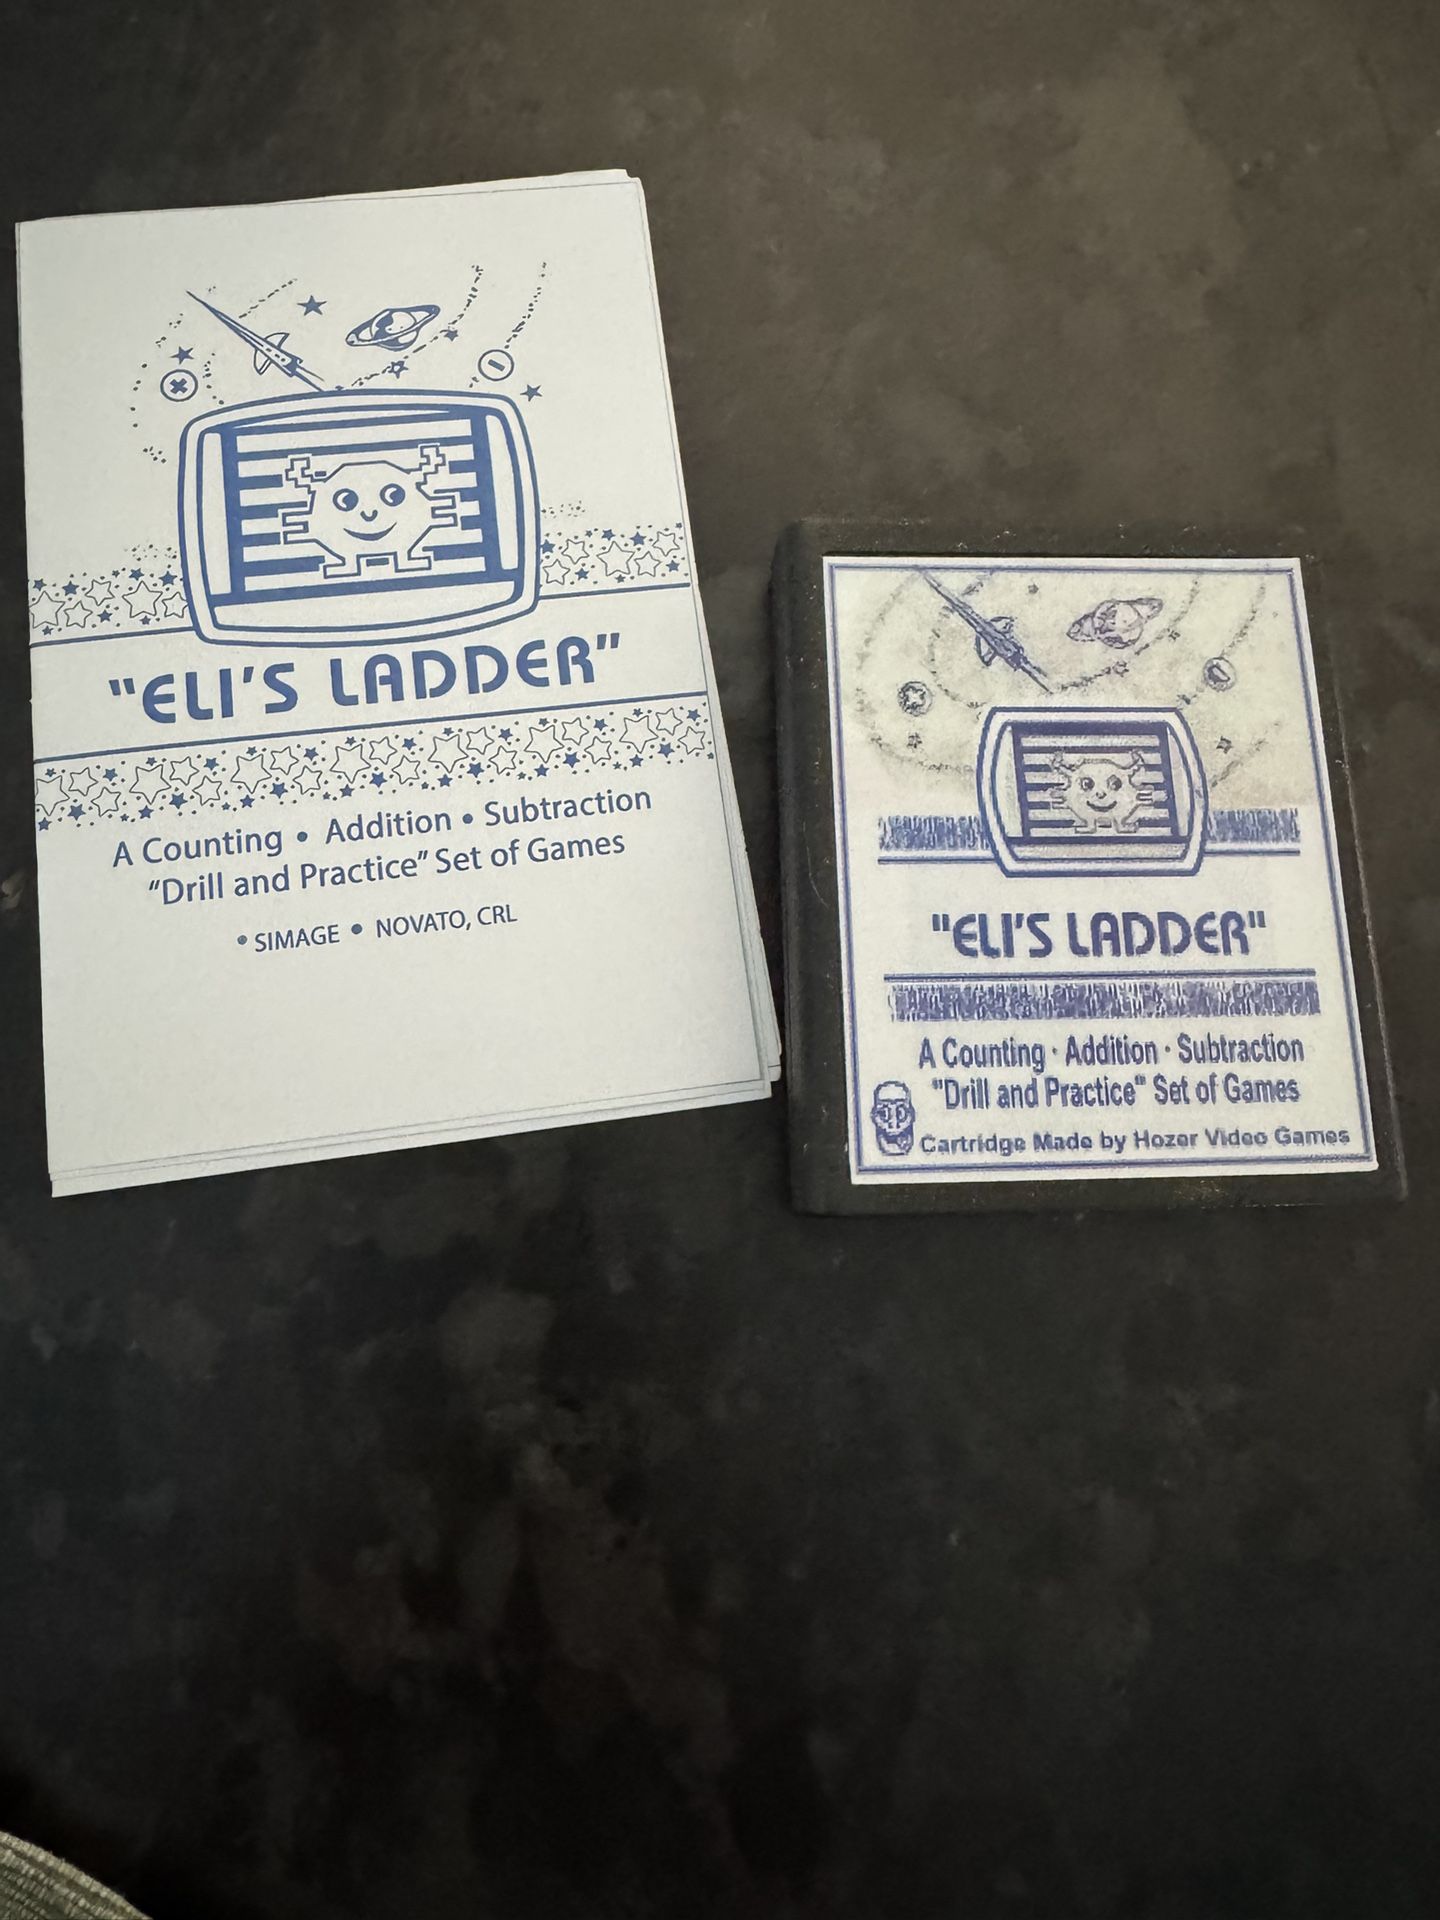 "ELI'S LADDER"
A Counting • Addition • Subtraction
"Drill and Practice" Set of Games
• SIMAGE • NOVATO, CRL
"ELI'S LADDER"
A Counting · Addition · Subtraction
"Drill and Practice" Set of Games
Cartridge Made by Hozer Video Games